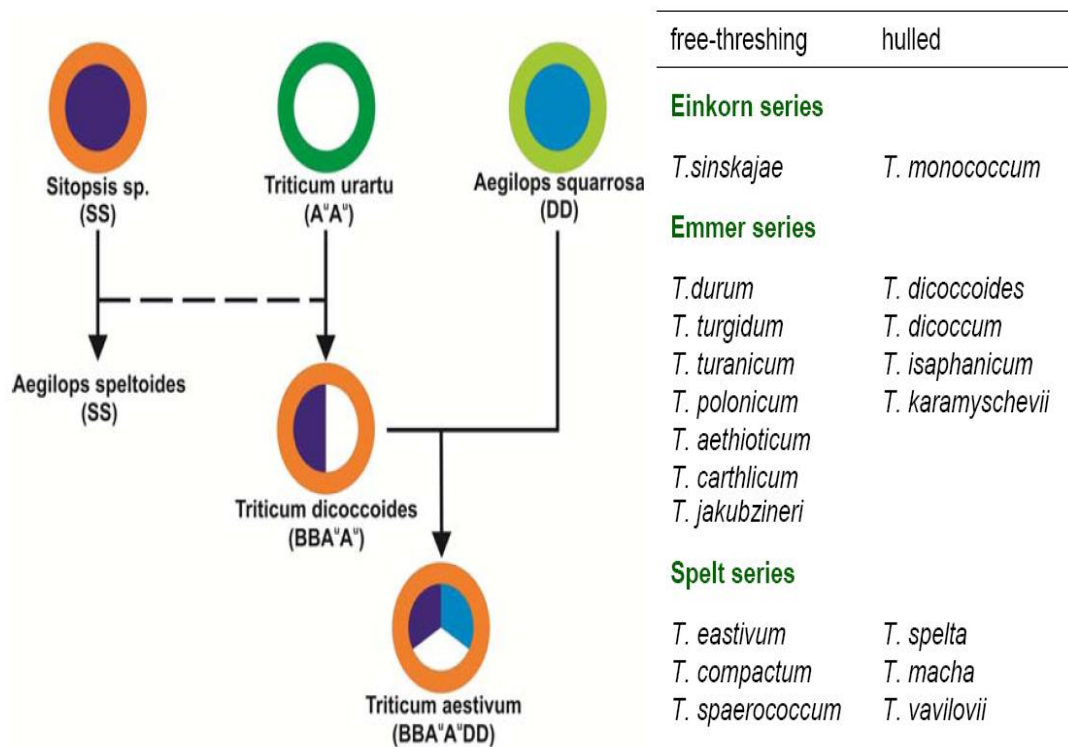 Sitopsis sp.
(SS)
Triticum urartu
(AᵘAᵘ)
Aegilops squarrosa
(DD)
Aegilops speltoides
(SS)
Triticum dicoccoides
(BBAᵘAᵘ)
Triticum aestivum
(BBAᵘAᵘDD)
free-threshing hulled
Einkorn series
T.sinskajae T. monococcum
Emmer series
T.durum T. dicoccoides
T. turgidum T. dicoccum
T. turanicum T. isaphanicum
T. polonicum T. karamyschevii
T. aethioticum
T. carthlicum
T. jakubzineri
Spelt series
T. eastivum T. spelta
T. compactum T. macha
T. spaerococcum T. vavilovii